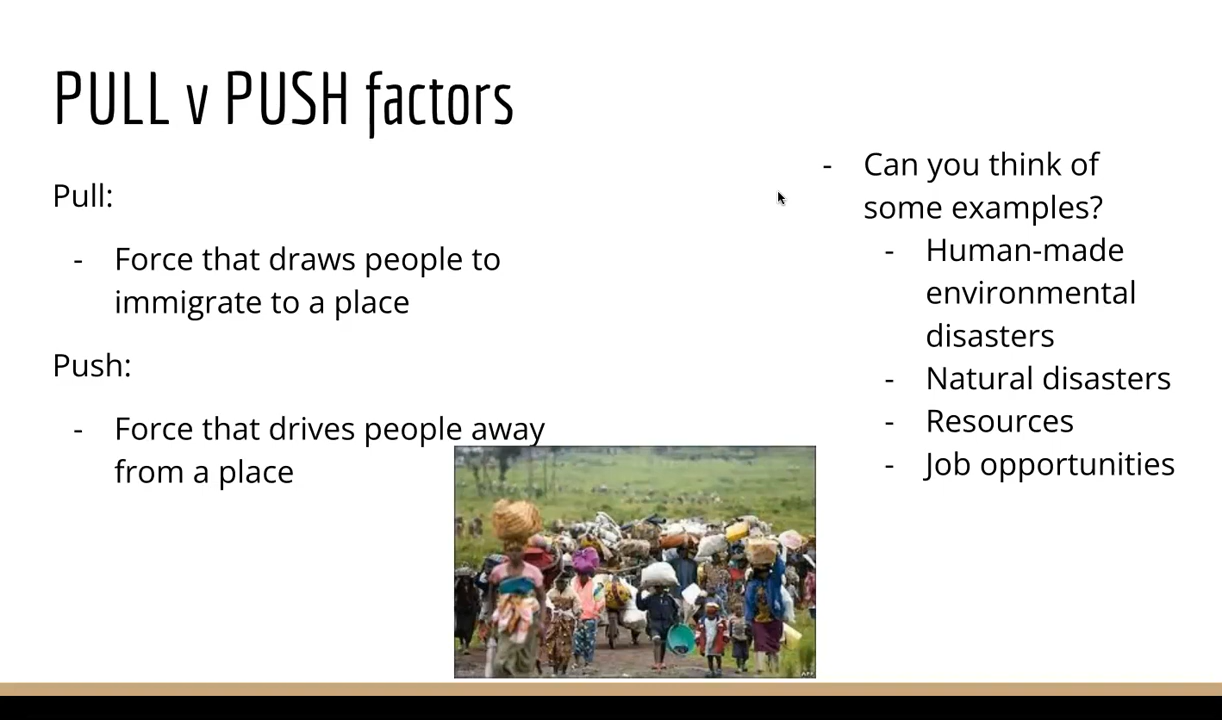 PULL v PUSH factors
Pull:
- Force that draws people to
immigrate to a place
Push:
- Force that drives people away
from a place
- Can you think of
some examples?
- Human-made
environmental
disasters
- Natural disasters
- Resources
- Job opportunities
AFP